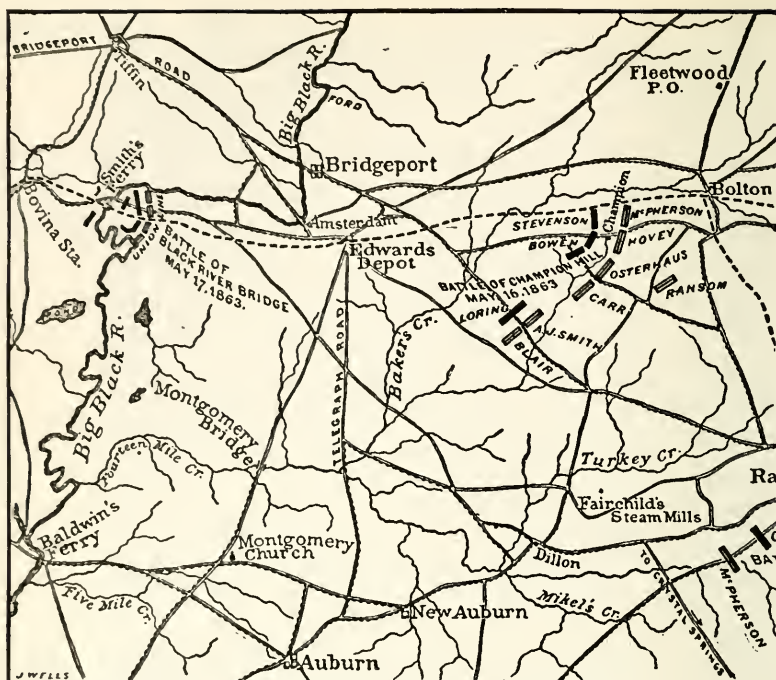 BRIDGEPORT
ROAD
Tiffin
Big Black R.
FORD
Fleetwood
P.O.
Smith's
Ferry
Bridgeport
Bolton
Bovina Sta.
UNION LINE
BATTLE OF
BLACK RIVER BRIDGE
MAY 17, 1863.
Amsterdam
Edwards
Depot
STEVENSON
Champion
McPHERSON
BOWEN
HOVEY
BATTLE OF CHAMPION HILL
MAY 16, 1863
OSTERHAUS
RANSOM
CARR
LORING
A.J. SMITH
BLAIR
Bakers Cr.
TELEGRAPH ROAD
Big Black R.
Montgomery
Bridge
Fourteen Mile Cr.
Turkey Cr.
Ra
Fairchild's
Steam Mills
Baldwin's
Ferry
Montgomery
Church
Dillon
TO CRYSTAL SPRINGS
McPHERSON
BAT
Five Mile Cr.
New Auburn
Mikel's Cr.
Auburn
J WELLS